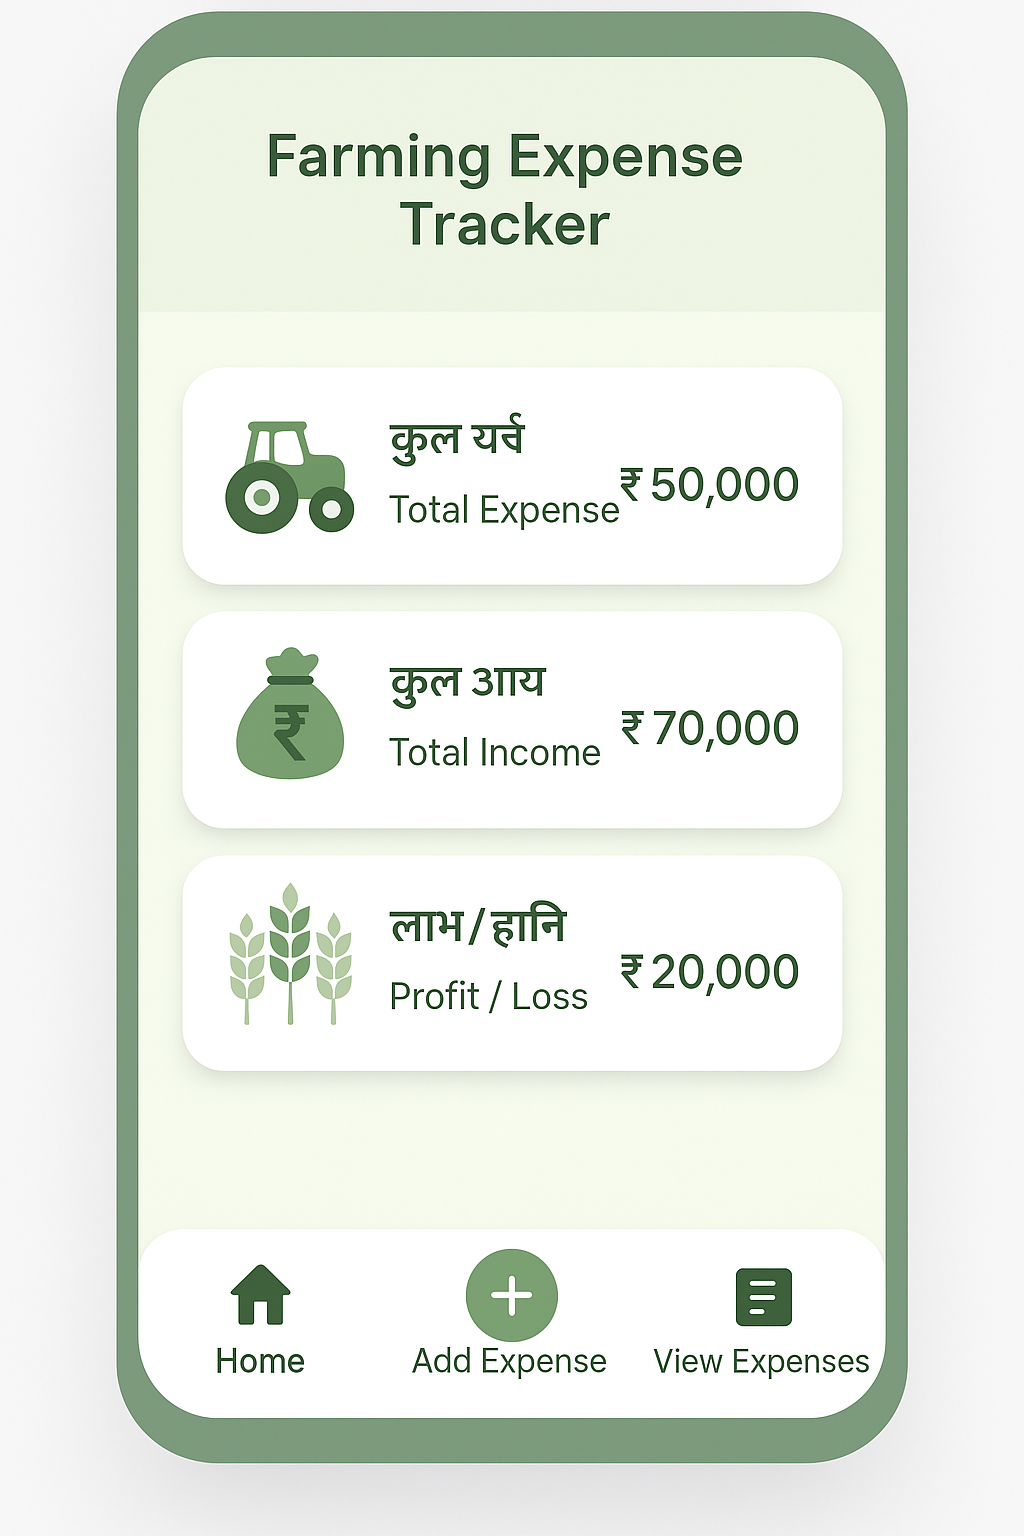 Farming Expense
Tracker
कुल यर्च
Total Expense
₹ 50,000
कुल आय
Total Income
₹ 70,000
लाभ / हानि
Profit / Loss
₹ 20,000
₹
Home
Add Expense
View Expenses